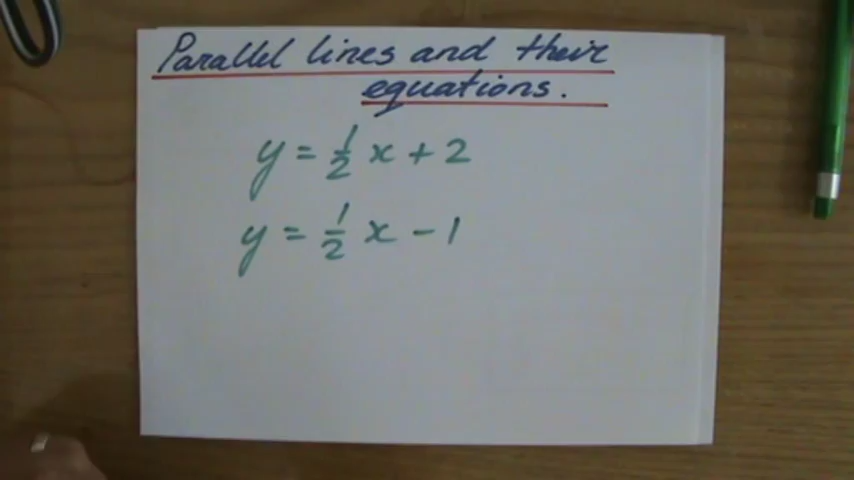 Parallel lines and their
equations.
y = 1/2 x + 2
y = 1/2 x - 1